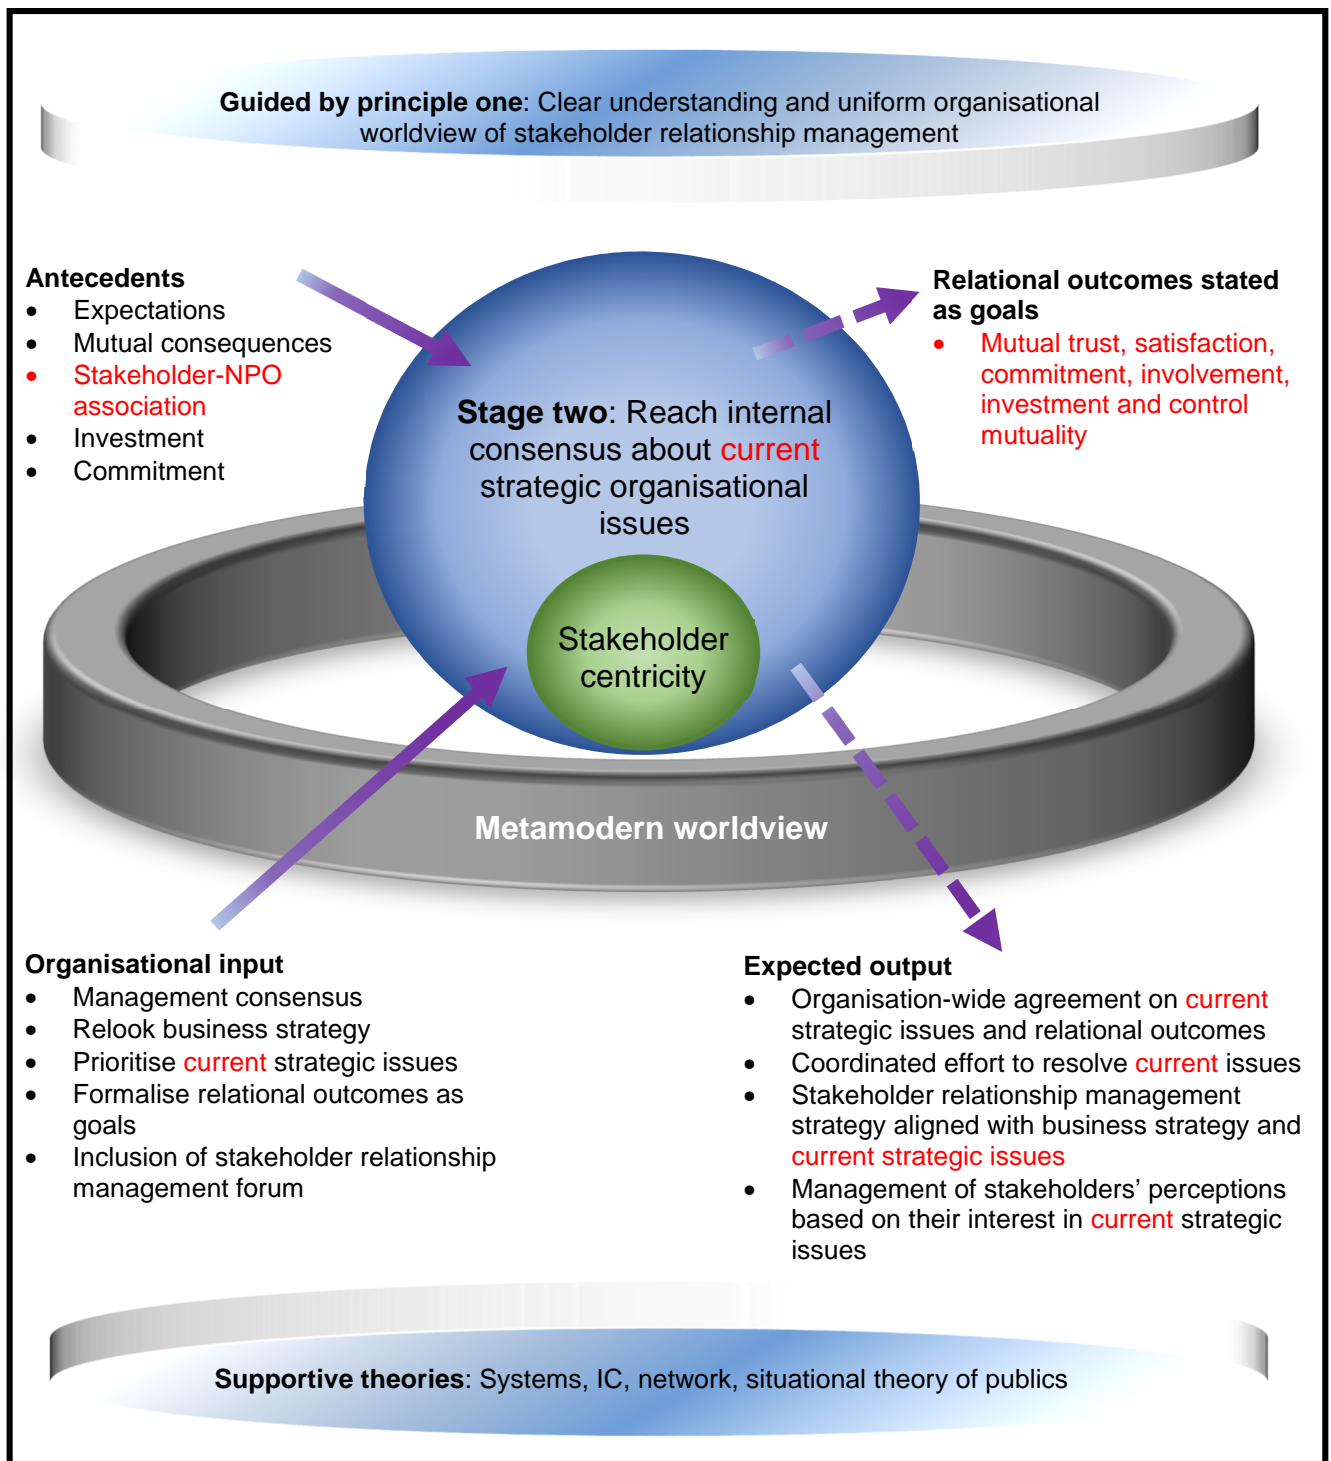 Guided by principle one: Clear understanding and uniform organisational
worldview of stakeholder relationship management
Antecedents
• Expectations
• Mutual consequences
• Stakeholder-NPO
association
• Investment
• Commitment
Relational outcomes stated
as goals
• Mutual trust, satisfaction,
commitment, involvement,
investment and control
mutuality
Stage two: Reach internal
consensus about current
strategic organisational
issues
Stakeholder
centricity
Metamodern worldview
Organisational input
• Management consensus
• Relook business strategy
• Prioritise current strategic issues
• Formalise relational outcomes as
goals
• Inclusion of stakeholder relationship
management forum
Expected output
• Organisation-wide agreement on current
strategic issues and relational outcomes
• Coordinated effort to resolve current issues
• Stakeholder relationship management
strategy aligned with business strategy and
current strategic issues
• Management of stakeholders’ perceptions
based on their interest in current strategic
issues
Supportive theories: Systems, IC, network, situational theory of publics